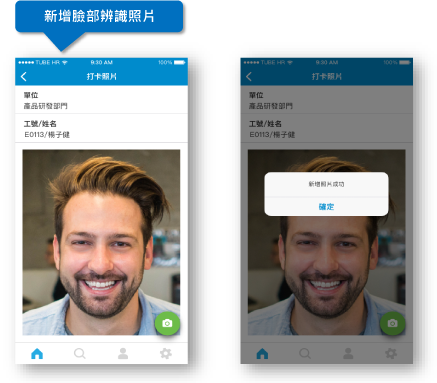 新增臉部辨識照片
TUBE HR 9:30 AM 100%
打卡照片
單位
產品研發部門
工號/姓名
E0113/楊子健
TUBE HR 9:30 AM 100%
打卡照片
單位
產品研發部門
工號/姓名
E0113/楊子健
新增照片成功
確定